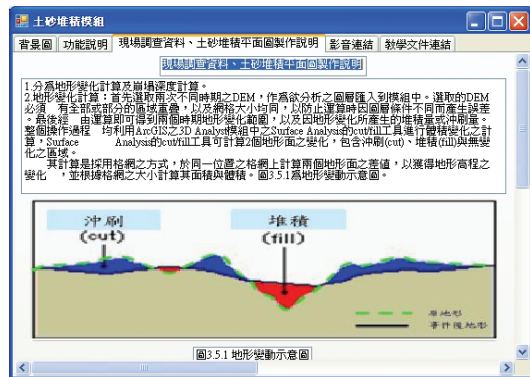 土砂堆積模組
背景圖 功能說明 現場調查資料、土砂堆積平面圖製作說明 影音連結 教學文件連結
現場調查資料、土砂堆積平面圖製作說明
1.分為地形變化計算及崩塌深度計算。
2.地形變化計算：首先選取兩次不同時期之DEM，作為欲分析之圖層匯入到模組中。選取的DEM
必須　有全部或部分的區域重疊，以及網格大小均同，以防止運算時因圖層條件不同而產生誤差
。最後經　由運算即可得到兩個時期地形變化範圍，以及因地形變化所產生的堆積量或沖刷量。
整個操作過程　均利用ArcGIS之3D Analyst模組中之Surface Analysis的cut/fill工具進行體積變化之計
算，Surface　Analysis的cut/fill工具可計算2個地形面之變化，包含沖刷(cut)、堆積(fill)與無變
化之區域。
其計算是採用格網之方式，於同一位置之格網上計算兩個地形面之差值，以獲得地形高程之
變化　，並根據格網之大小計算其面積與體積。圖3.5.1為地形變動示意圖。
沖刷
(cut)
堆積
(fill)
原地形
事件後地形
圖3.5.1 地形變動示意圖